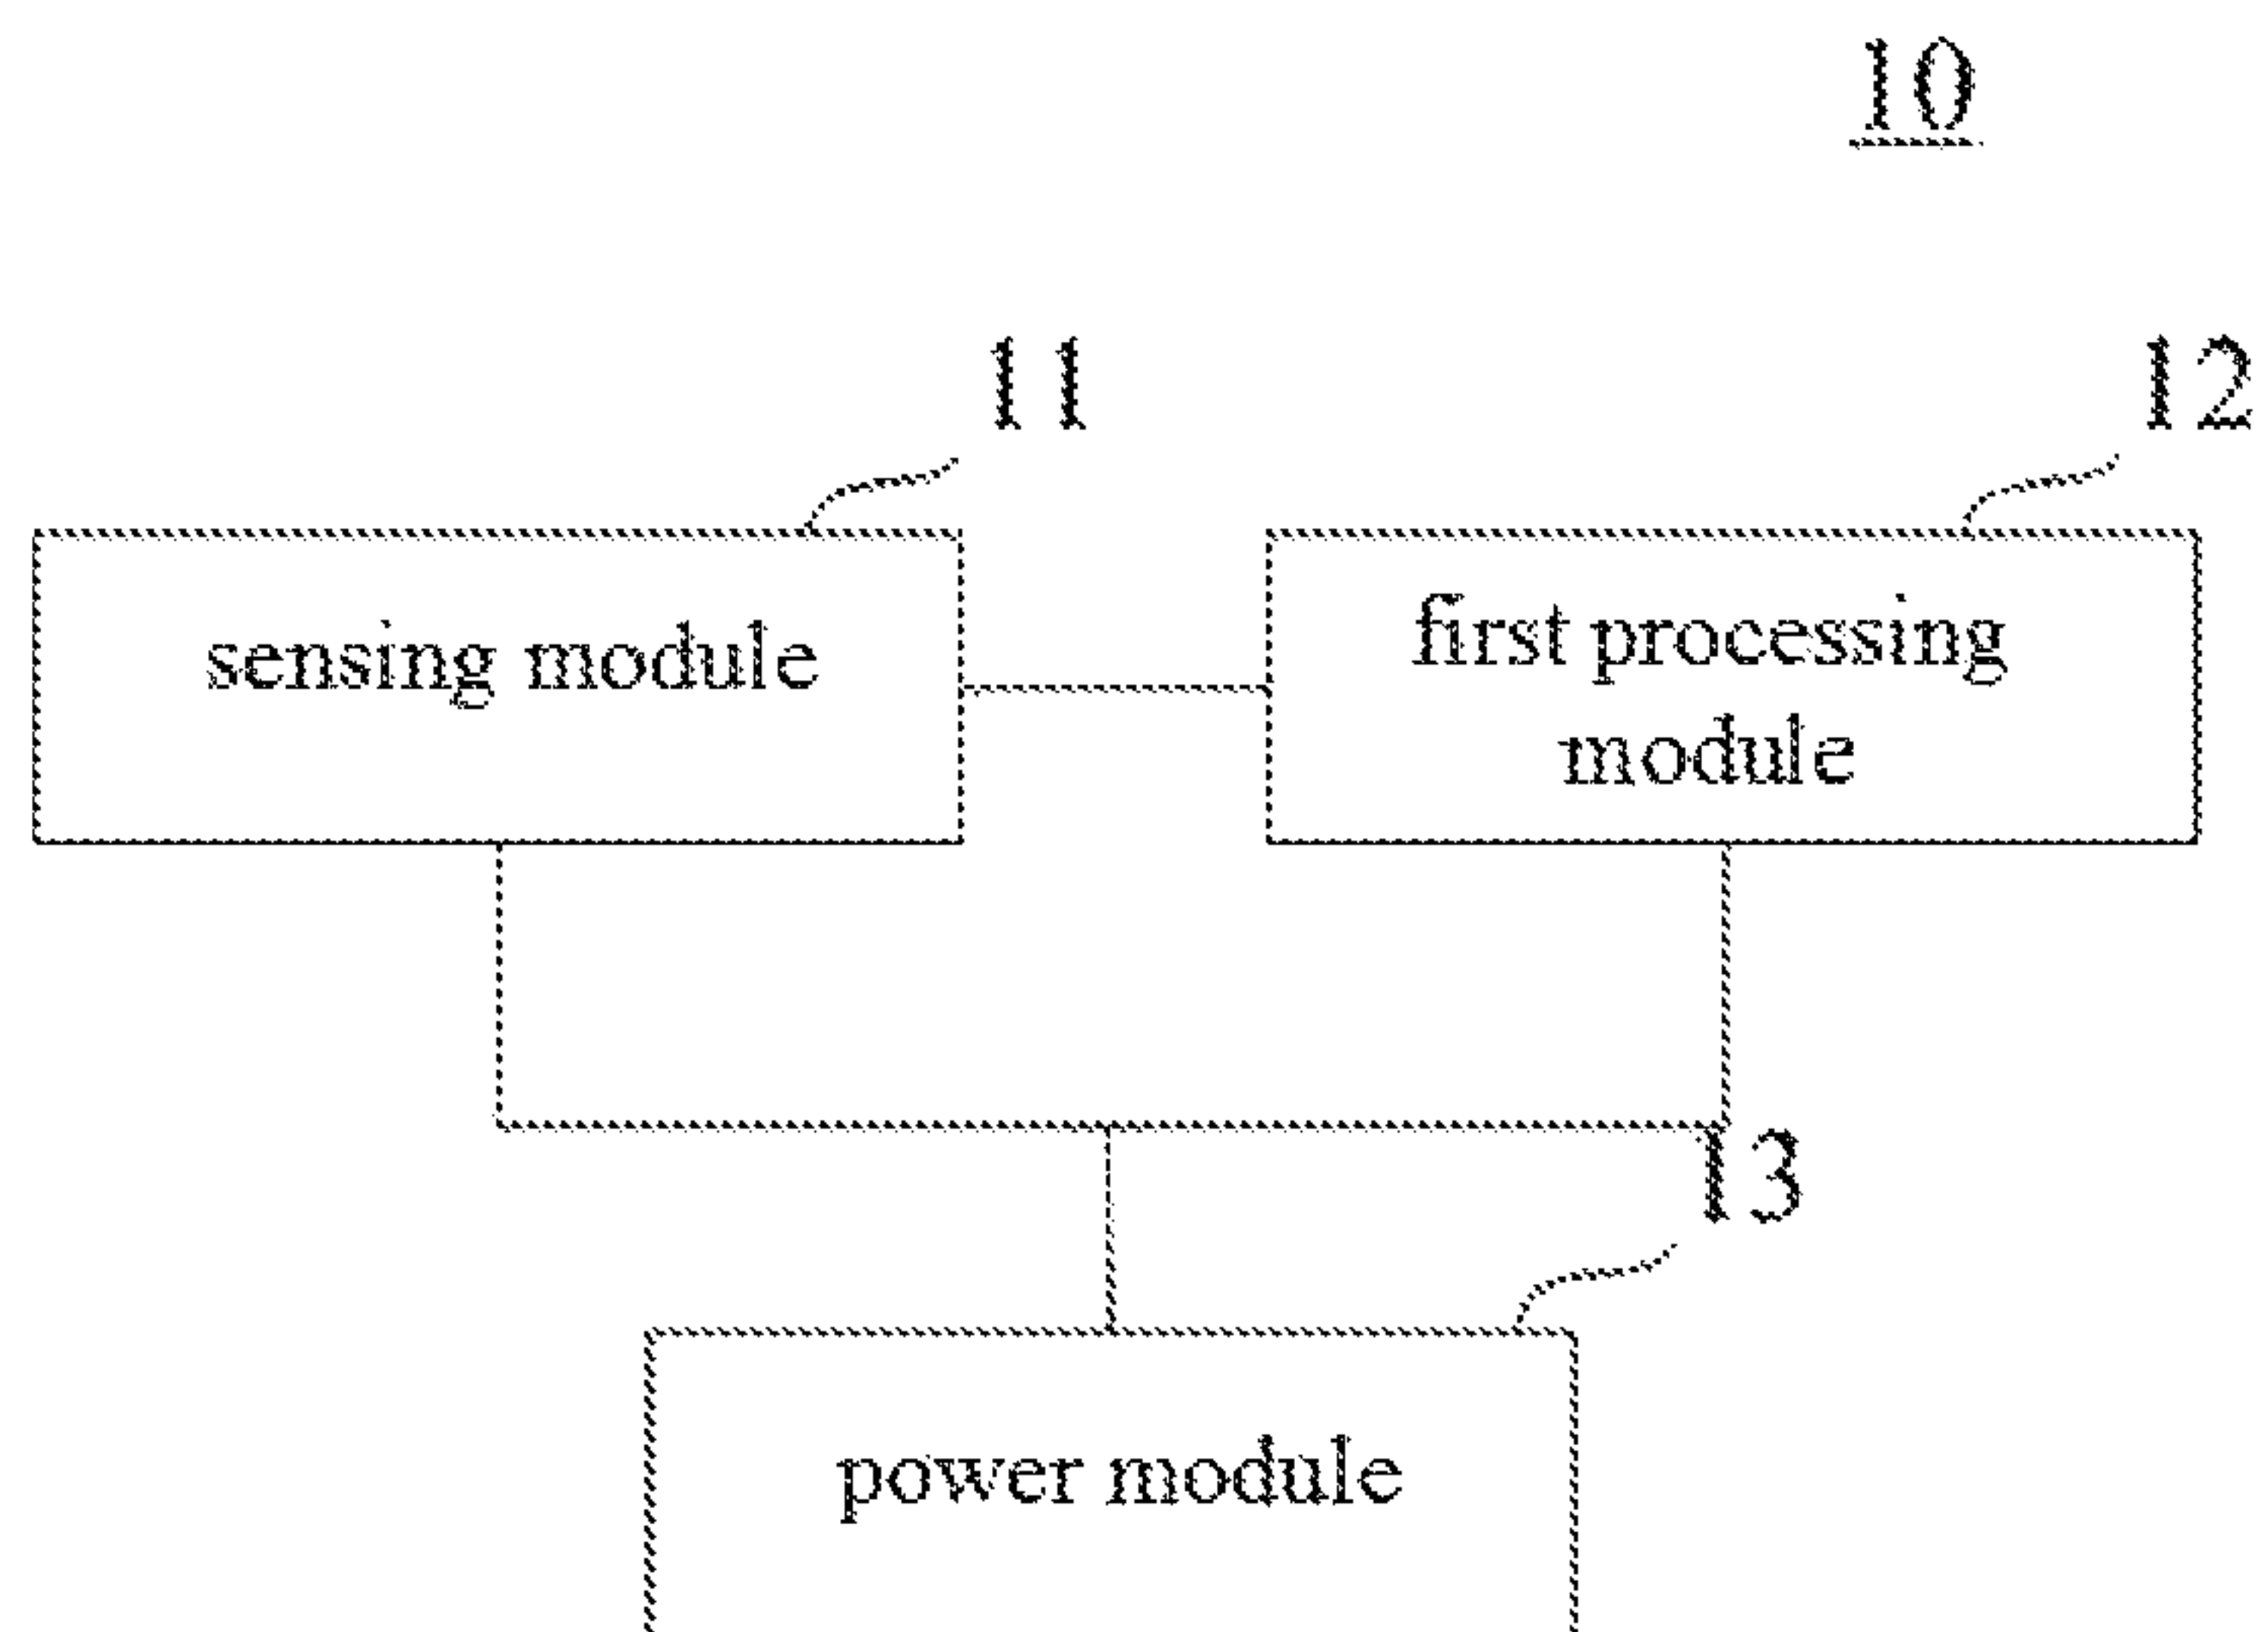 10
11
12
sensing module
first processing
module
13
power module